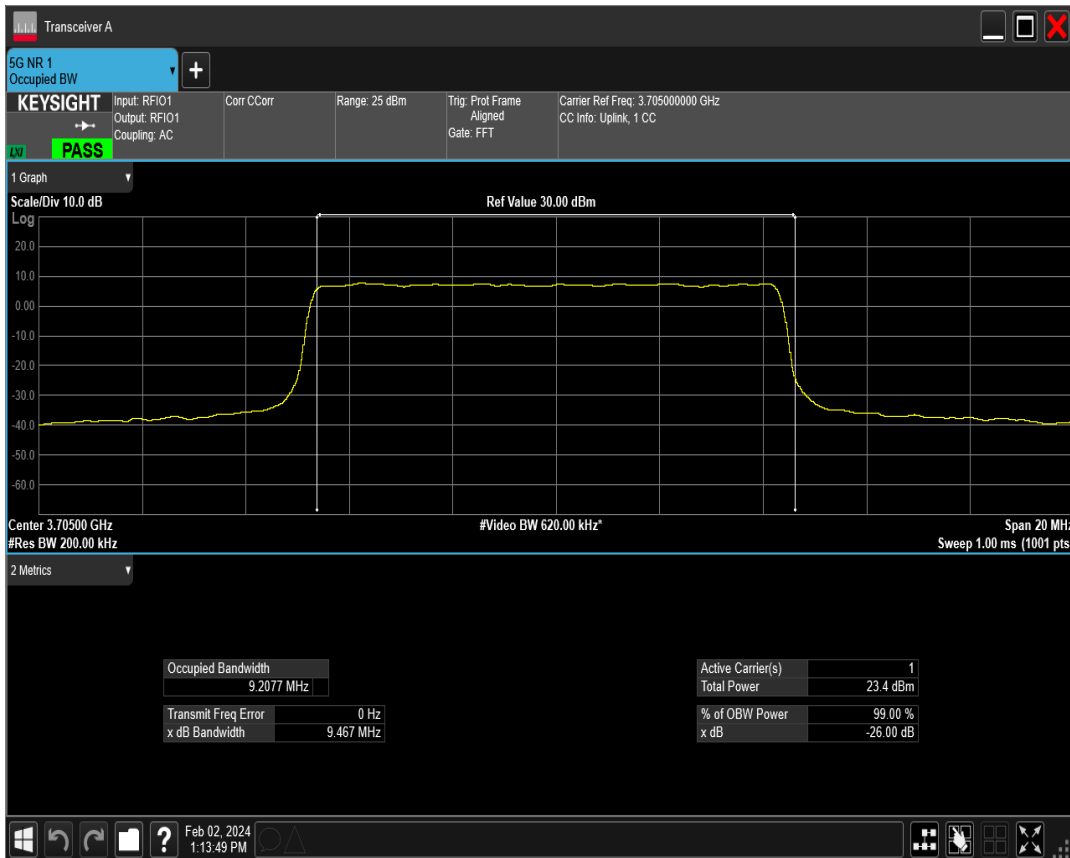 Transceiver A
5G NR 1
Occupied BW
KEYSIGHT
LXI
PASS
Input: RFIO1
Output: RFIO1
Coupling: AC
Corr CCorr
Range: 25 dBm
Trig: Prot Frame
Aligned
Gate: FFT
Carrier Ref Freq: 3.705000000 GHz
CC Info: Uplink, 1 CC
1 Graph
Scale/Div 10.0 dB
Ref Value 30.00 dBm
Log
20.0
10.0
0.00
-10.0
-20.0
-30.0
-40.0
-50.0
-60.0
Center 3.70500 GHz
#Video BW 620.00 kHz*
Span 20 MHz
#Res BW 200.00 kHz
Sweep 1.00 ms (1001 pts
2 Metrics
Occupied Bandwidth
9.2077 MHz
Transmit Freq Error 0 Hz
x dB Bandwidth 9.467 MHz
Active Carrier(s) 1
Total Power 23.4 dBm
% of OBW Power 99.00 %
x dB -26.00 dB
?
Feb 02, 2024
1:13:49 PM